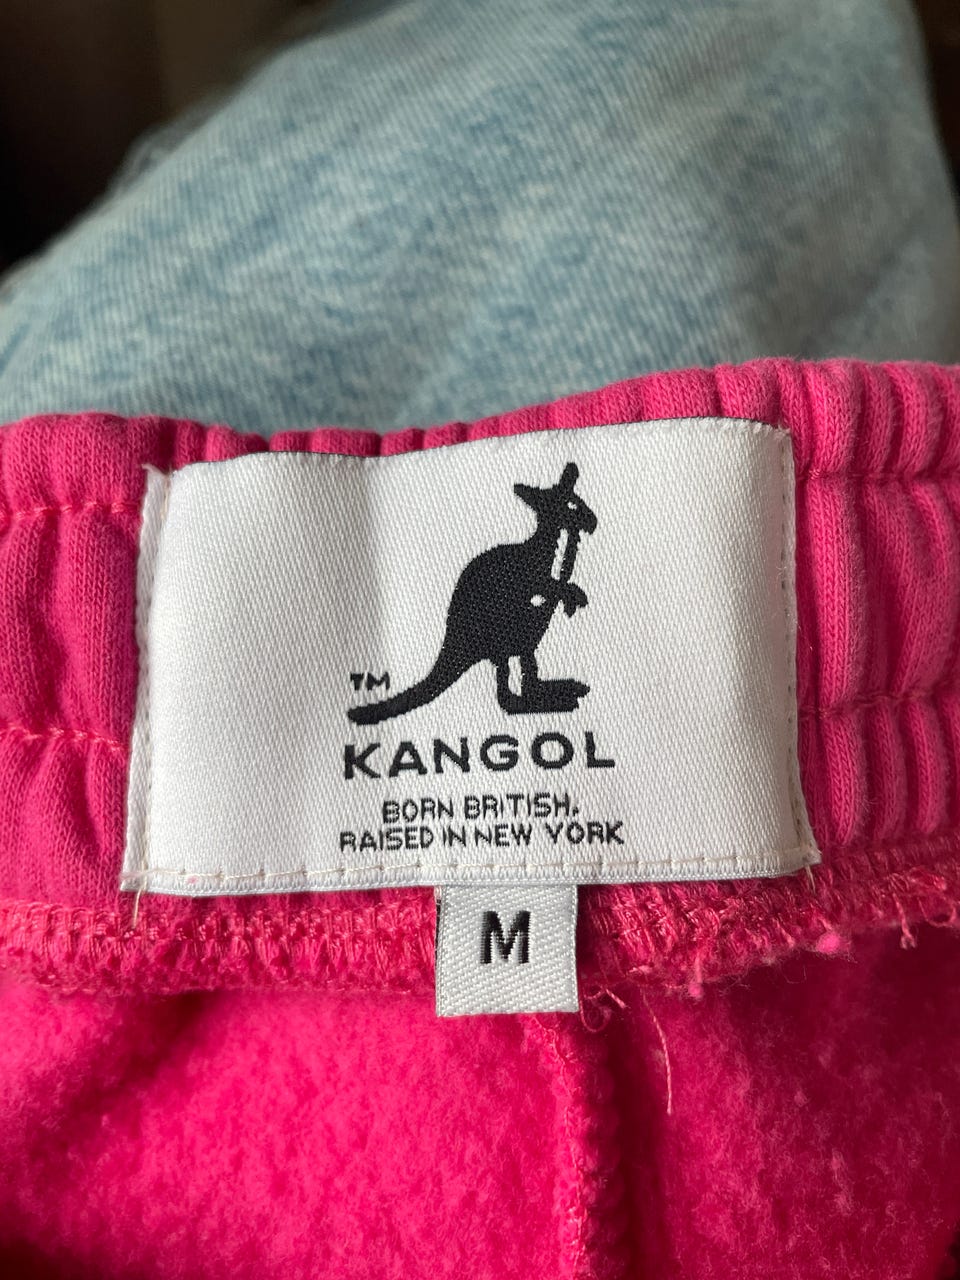 TM
KANGOL
BORN BRITISH,
RAISED IN NEW YORK
M